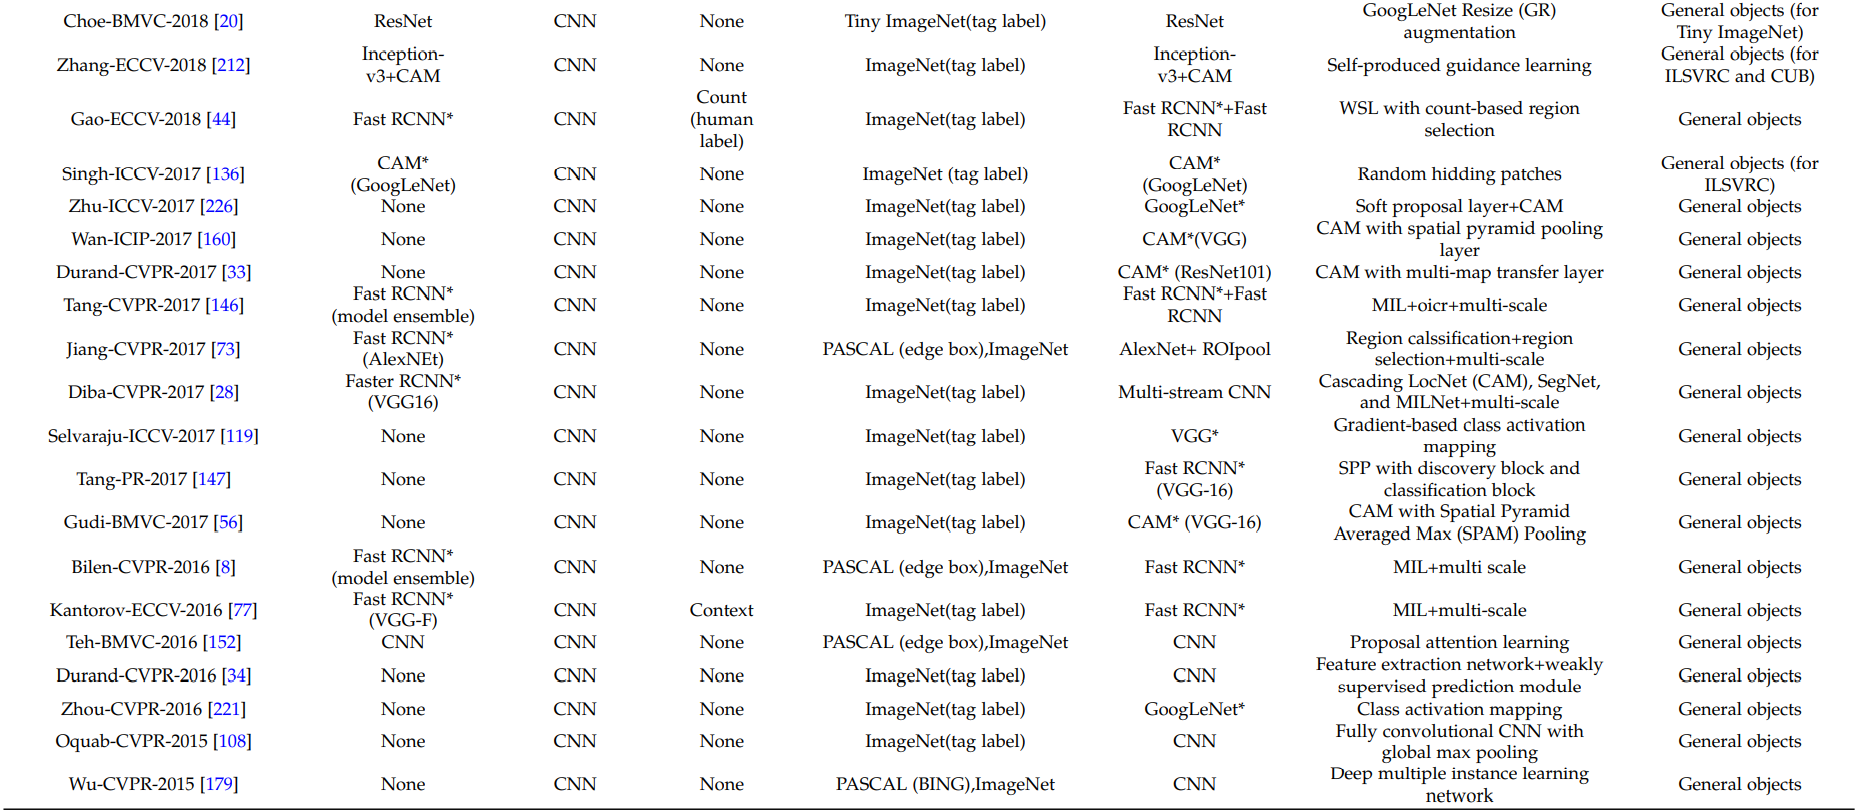 Choe-BMVC-2018 [20] ResNet CNN None Tiny ImageNet(tag label) ResNet GoogLeNet Resize (GR) augmentation General objects (for Tiny ImageNet)
Zhang-ECCV-2018 [212] Inception-v3+CAM CNN None ImageNet(tag label) Inception-v3+CAM Self-produced guidance learning General objects (for ILSVRC and CUB)
Gao-ECCV-2018 [44] Fast RCNN* CNN Count (human label) ImageNet(tag label) Fast RCNN*+Fast RCNN WSL with count-based region selection General objects
Singh-ICCV-2017 [136] CAM* (GoogLeNet) CNN None ImageNet (tag label) CAM* (GoogLeNet) Random hidding patches General objects (for ILSVRC)
Zhu-ICCV-2017 [226] None CNN None ImageNet(tag label) GoogLeNet* Soft proposal layer+CAM General objects
Wan-ICIP-2017 [160] None CNN None ImageNet(tag label) CAM*(VGG) CAM with spatial pyramid pooling layer General objects
Durand-CVPR-2017 [33] None CNN None ImageNet(tag label) CAM* (ResNet101) CAM with multi-map transfer layer General objects
Tang-CVPR-2017 [146] Fast RCNN* (model ensemble) CNN None ImageNet(tag label) Fast RCNN*+Fast RCNN MIL+oicr+multi-scale General objects
Jiang-CVPR-2017 [73] Fast RCNN* (AlexNEt) CNN None PASCAL (edge box),ImageNet AlexNet+ ROIpool Region calssification+region selection+multi-scale General objects
Diba-CVPR-2017 [28] Faster RCNN* (VGG16) CNN None ImageNet(tag label) Multi-stream CNN Cascading LocNet (CAM), SegNet, and MILNet+multi-scale General objects
Selvaraju-ICCV-2017 [119] None CNN None ImageNet(tag label) VGG* Gradient-based class activation mapping General objects
Tang-PR-2017 [147] None CNN None ImageNet(tag label) Fast RCNN* (VGG-16) SPP with discovery block and classification block General objects
Gudi-BMVC-2017 [56] None CNN None ImageNet(tag label) CAM* (VGG-16) CAM with Spatial Pyramid Averaged Max (SPAM) Pooling General objects
Bilen-CVPR-2016 [8] Fast RCNN* (model ensemble) CNN None PASCAL (edge box),ImageNet Fast RCNN* MIL+multi scale General objects
Kantorov-ECCV-2016 [77] Fast RCNN* (VGG-F) CNN Context ImageNet(tag label) Fast RCNN* MIL+multi-scale General objects
Teh-BMVC-2016 [152] CNN CNN None PASCAL (edge box),ImageNet CNN Proposal attention learning General objects
Durand-CVPR-2016 [34] None CNN None ImageNet(tag label) CNN Feature extraction network+weakly supervised prediction module General objects
Zhou-CVPR-2016 [221] None CNN None ImageNet(tag label) GoogLeNet* Class activation mapping General objects
Oquab-CVPR-2015 [108] None CNN None ImageNet(tag label) CNN Fully convolutional CNN with global max pooling General objects
Wu-CVPR-2015 [179] None CNN None PASCAL (BING),ImageNet CNN Deep multiple instance learning network General objects